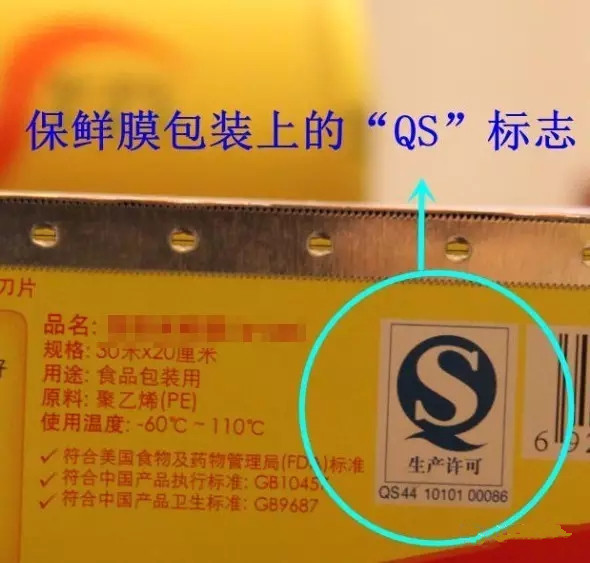 保鲜膜包装上的“QS”标志
刀片
品名:
规格: 30米X20厘米
用途: 食品包装用
原料: 聚乙烯(PE)
使用温度: -60℃ ~ 110℃
符合美国食物及药物管理局(FDA)标准
符合中国产品执行标准: GB10457
符合中国产品卫生标准: GB9687
好
S
生产许可
QS44 10101 00086
6 92